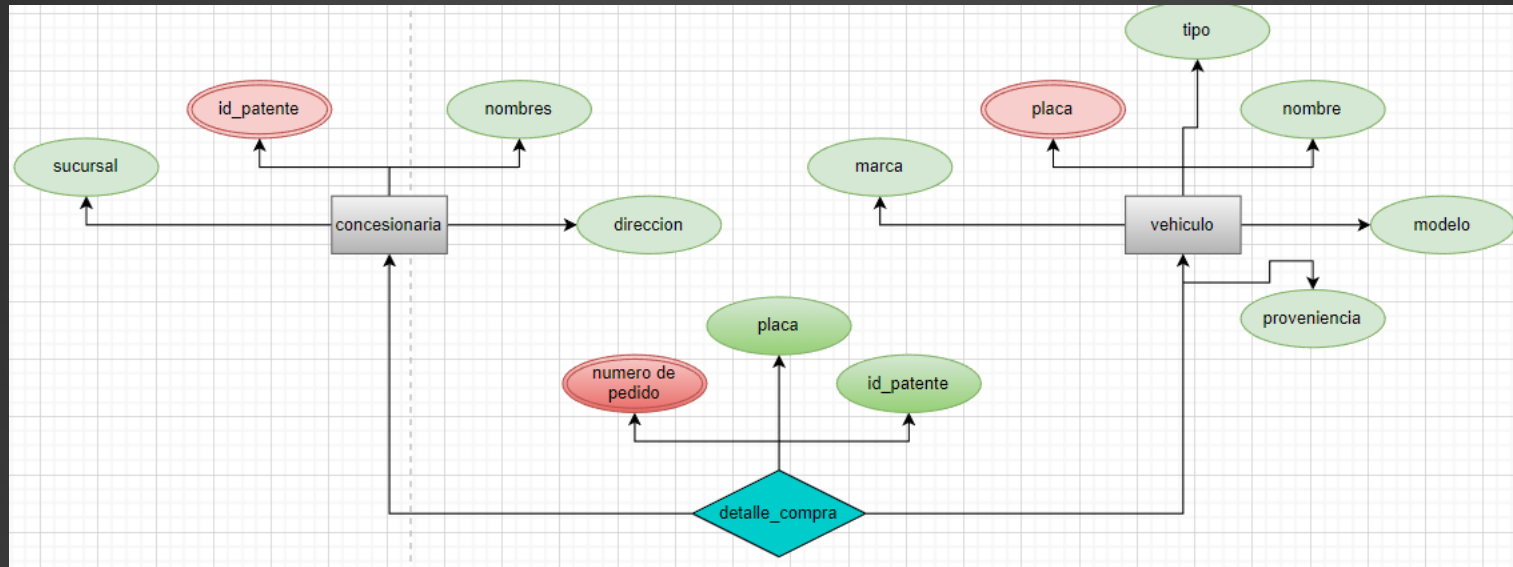 tipo
id_patente
nombres
placa
nombre
sucursal
marca
concesionaria
direccion
vehiculo
modelo
placa
proveniencia
numero de
pedido
id_patente
detalle_compra